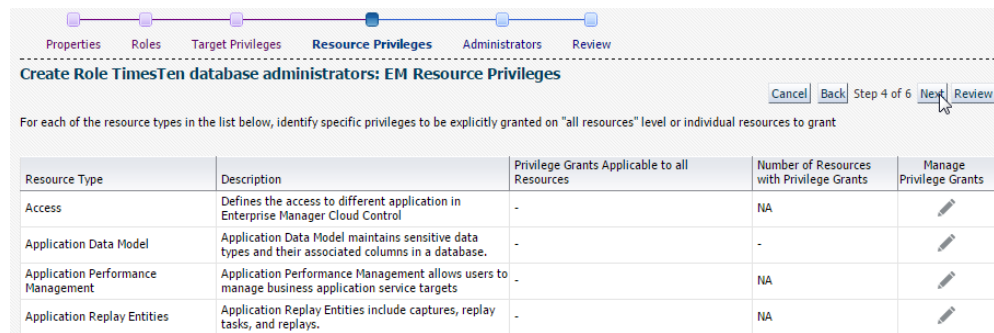 Properties Roles Target Privileges Resource Privileges Administrators Review
Create Role TimesTen database administrators: EM Resource Privileges
Cancel Back Step 4 of 6 Next Review
For each of the resource types in the list below, identify specific privileges to be explicitly granted on "all resources" level or individual resources to grant
Resource Type
Description
Privilege Grants Applicable to all
Resources
Number of Resources
with Privilege Grants
Manage
Privilege Grants
Access
Defines the access to different application in
Enterprise Manager Cloud Control
-
NA
Application Data Model
Application Data Model maintains sensitive data
types and their associated columns in a database.
-
-
Application Performance
Management
Application Performance Management allows users to
manage business application service targets
-
NA
Application Replay Entities
Application Replay Entities include captures, replay
tasks, and replays.
-
NA